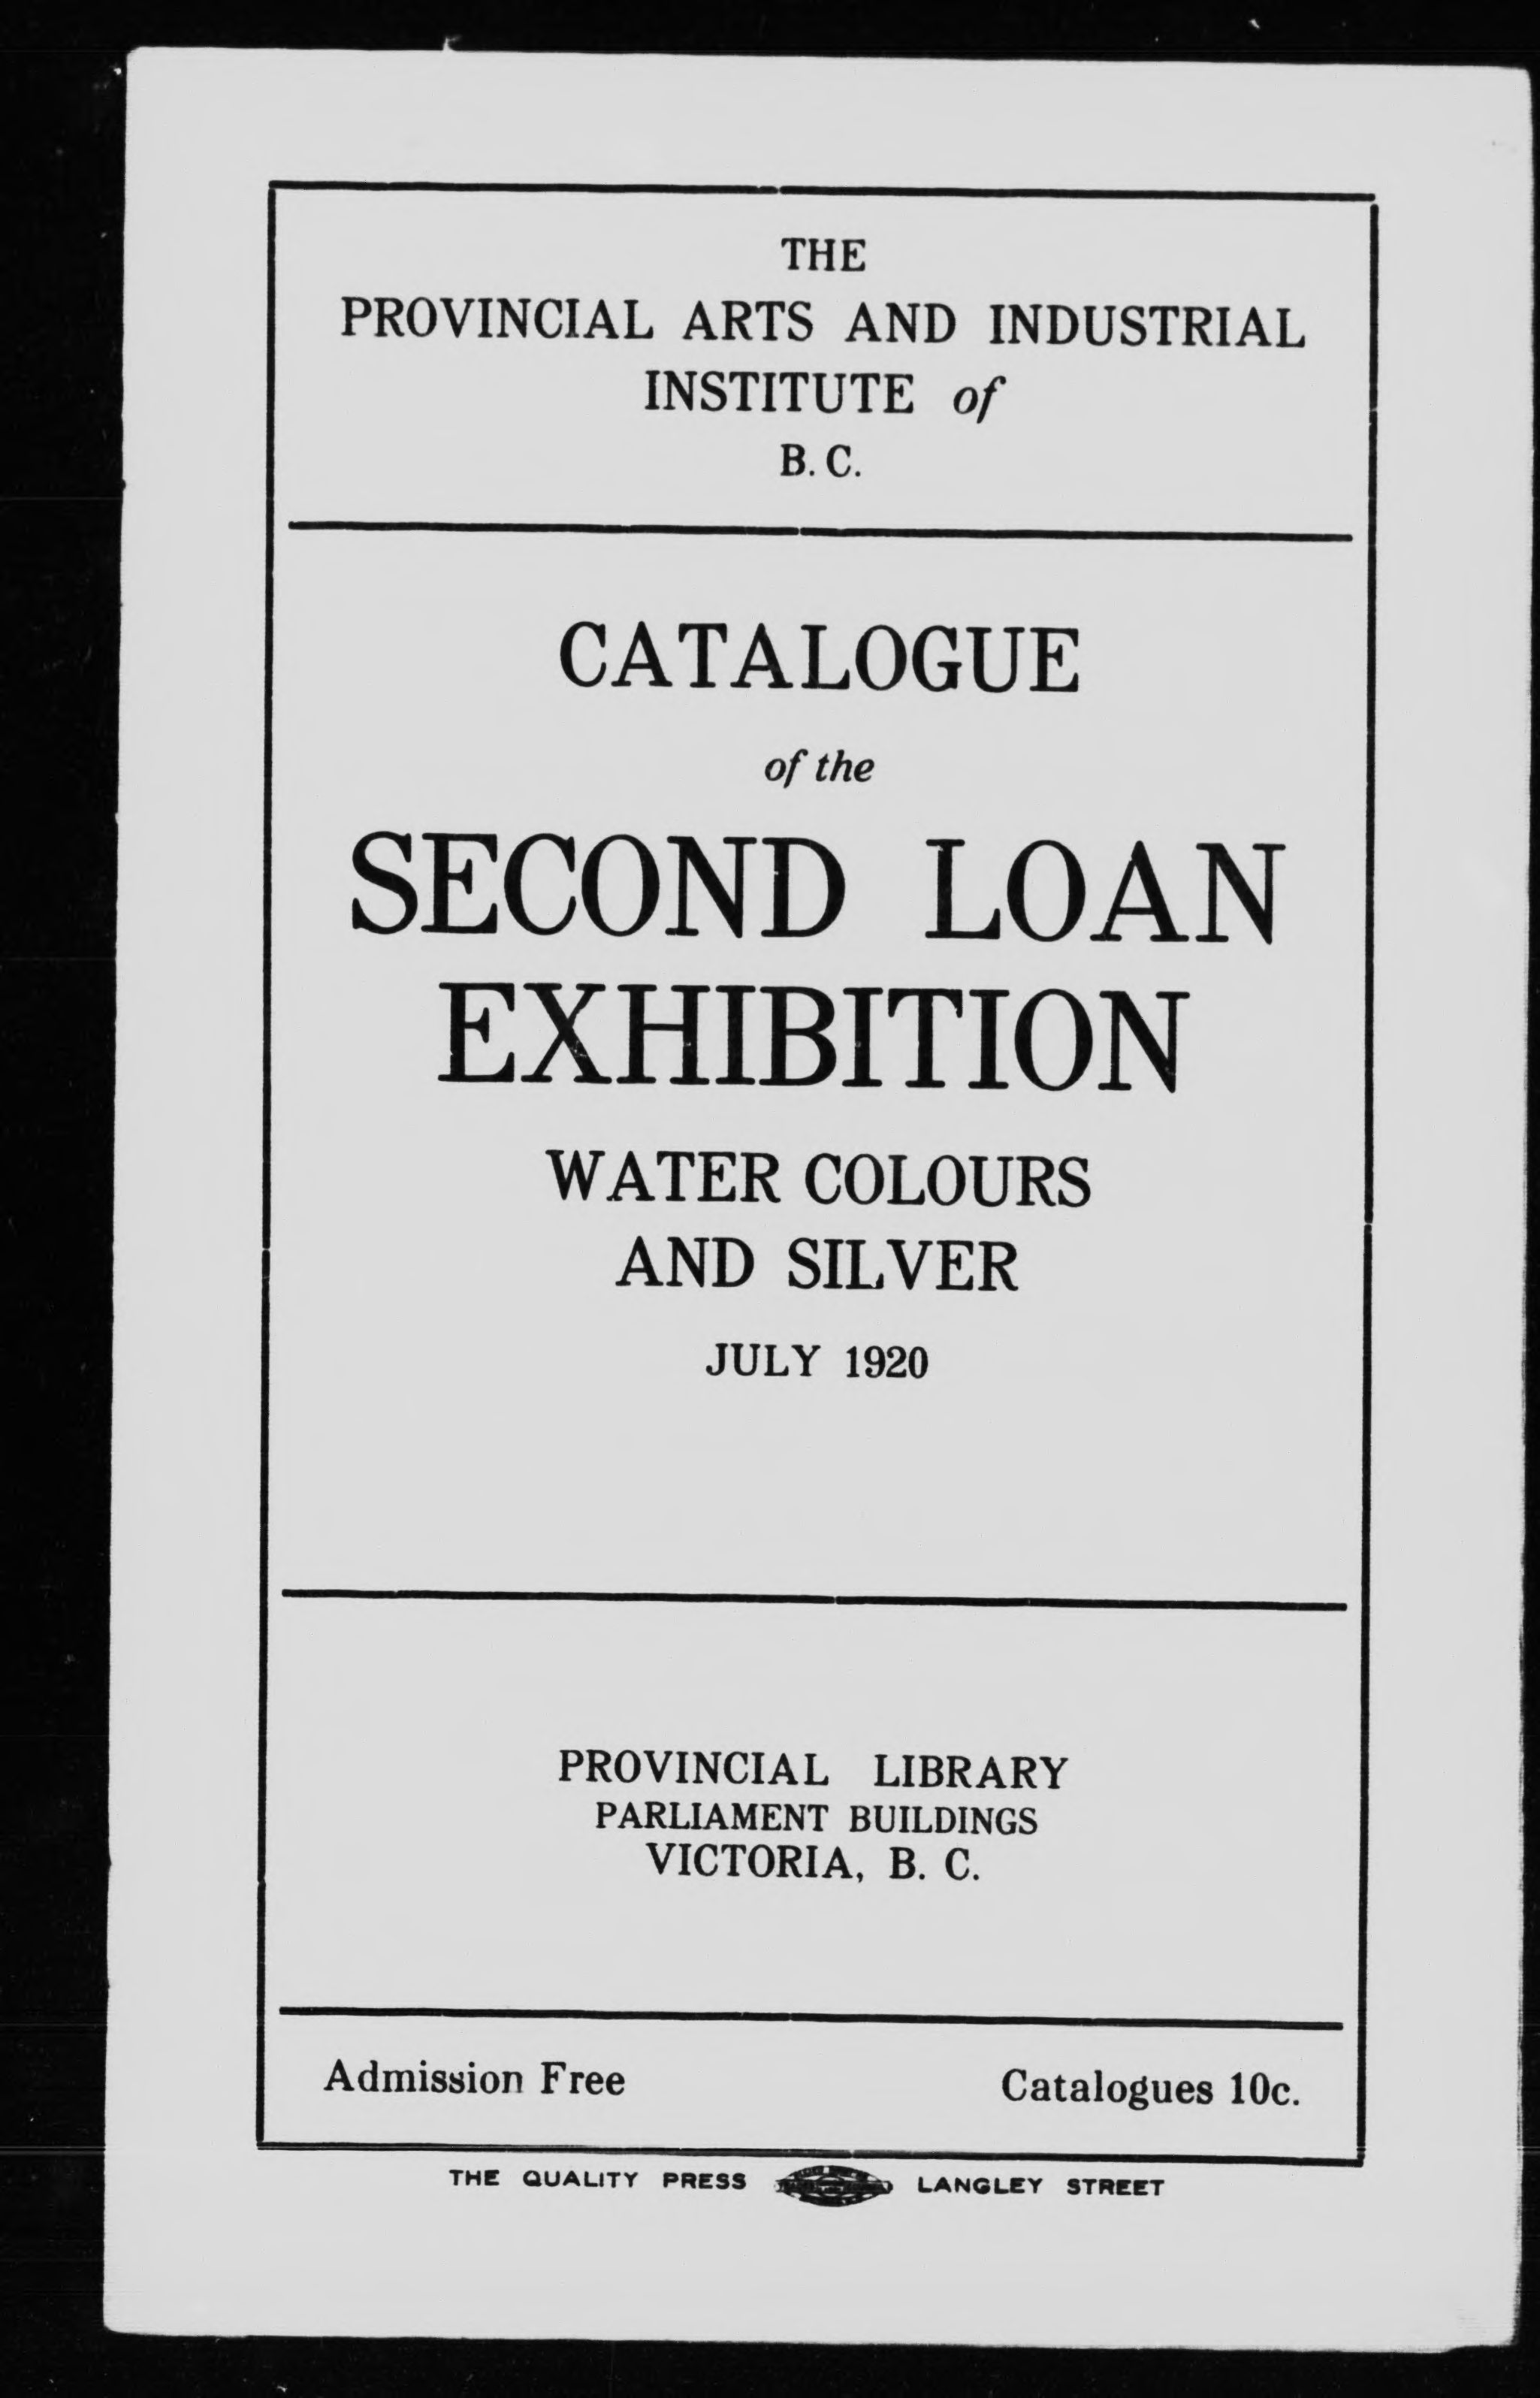 THE
PROVINCIAL ARTS AND INDUSTRIAL
INSTITUTE of
B. C.
CATALOGUE
of the
SECOND LOAN
EXHIBITION
WATER COLOURS
AND SILVER
JULY 1920
PROVINCIAL LIBRARY
PARLIAMENT BUILDINGS
VICTORIA, B. C.
Admission Free Catalogues 10c.
THE QUALITY PRESS LANGLEY STREET